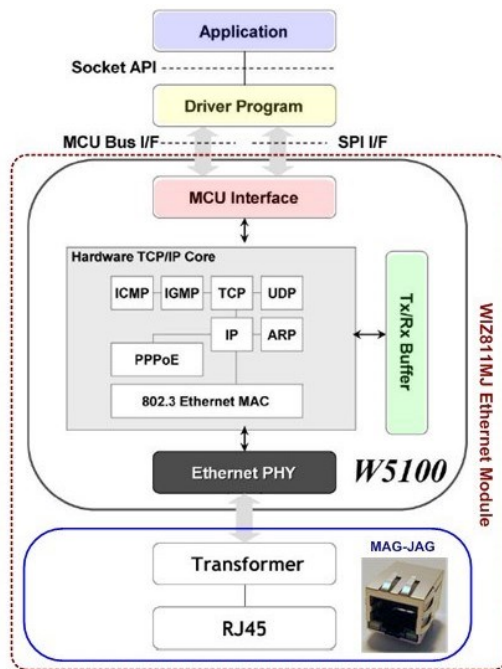 Application
Socket API
Driver Program
MCU Bus I/F
SPI I/F
MCU Interface
Hardware TCP/IP Core
ICMP
IGMP
TCP
UDP
IP
ARP
PPPoE
802.3 Ethernet MAC
Tx/Rx Buffer
Ethernet PHY
W5100
WIZ811MJ Ethernet Module
MAG-JAG
Transformer
RJ45